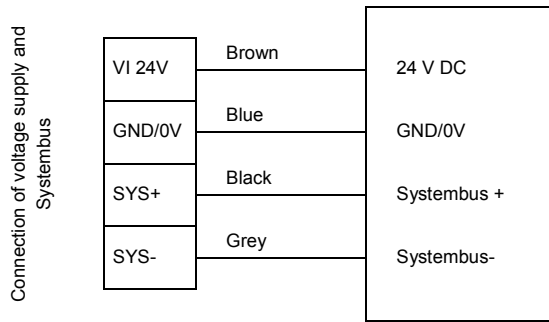 Connection of voltage supply and
Systembus
VI 24V
Brown
24 V DC
GND/0V
Blue
GND/0V
SYS+
Black
Systembus +
SYS-
Grey
Systembus-